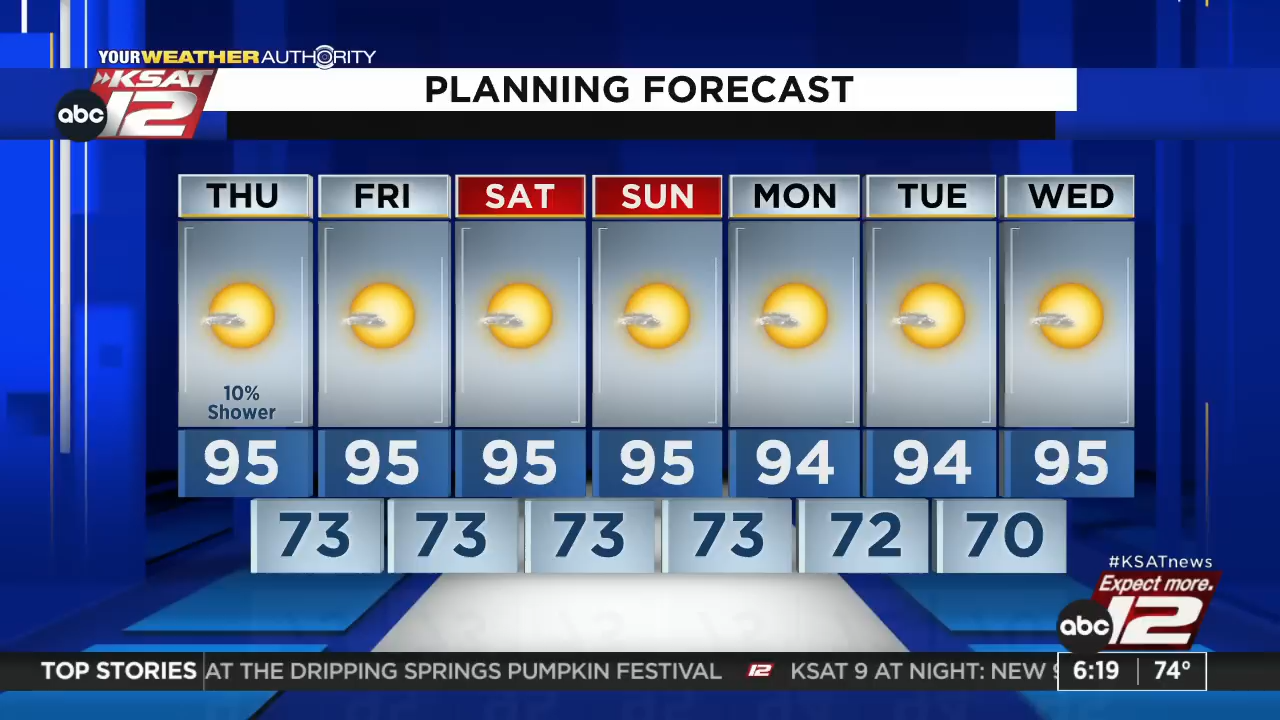 YOURWEATHERAUTHORITY
KSAT
abc 12
PLANNING FORECAST
THU FRI SAT SUN MON TUE WED
10%
Shower
95 95 95 95 94 94 95
73 73 73 73 72 70
#KSATnews
Expect more.
abc 12
TOP STORIES AT THE DRIPPING SPRINGS PUMPKIN FESTIVAL 12 KSAT 9 AT NIGHT: NEW 6:19 74°